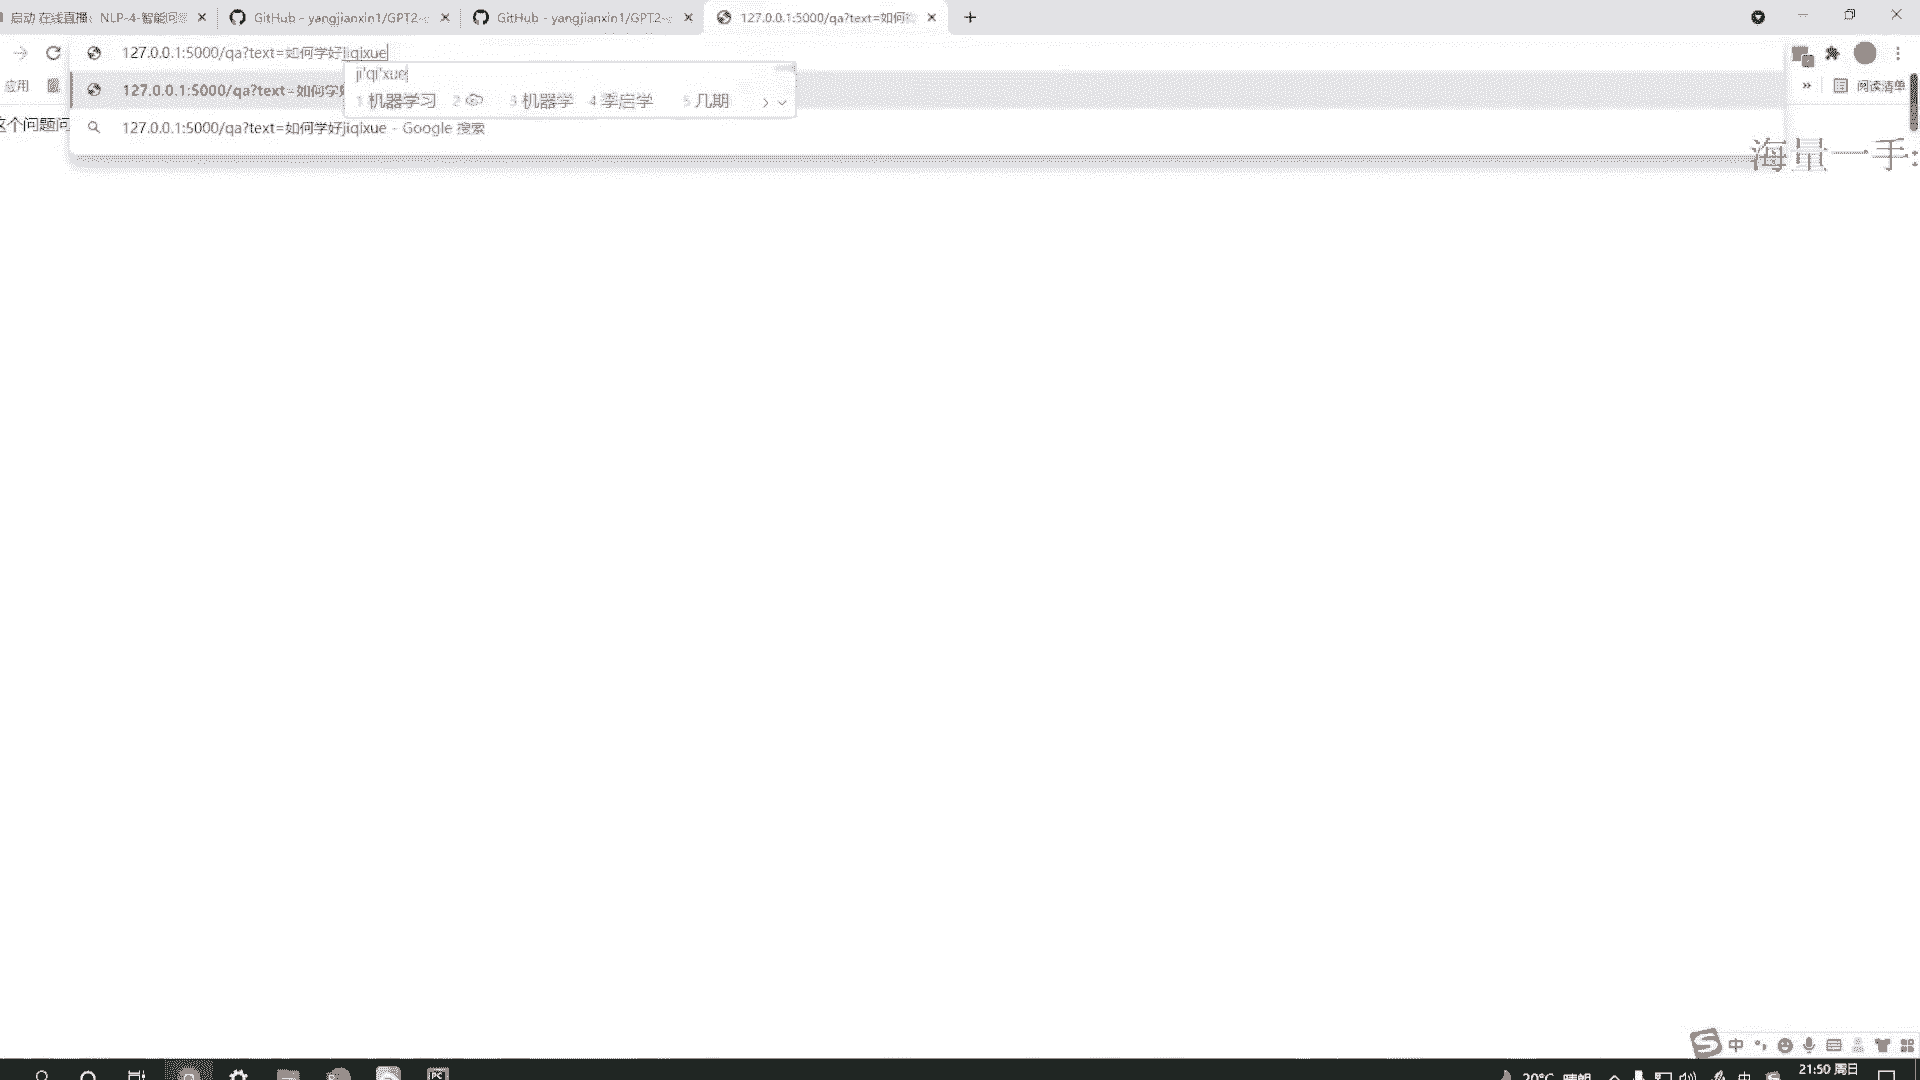 启动 在线直播、NLP-4-智能问
GitHub - yangjianxin1/GPT2-c
GitHub - yangjianxin1/GPT2-c
127.0.0.1:5000/qa?text=如何
127.0.0.1:5000/qa?text=如何学好jiqixue
ji'qi'xue
应用
127.0.0.1:5000/qa?text=如何学
1 机器学习 2 3 机器学 4 季启学 5 几期
阅读清单
这个问题问
127.0.0.1:5000/qa?text=如何学好jiqixue - Google 搜索
海量一手:
中
20°C 晴朗
中
21:50 周日